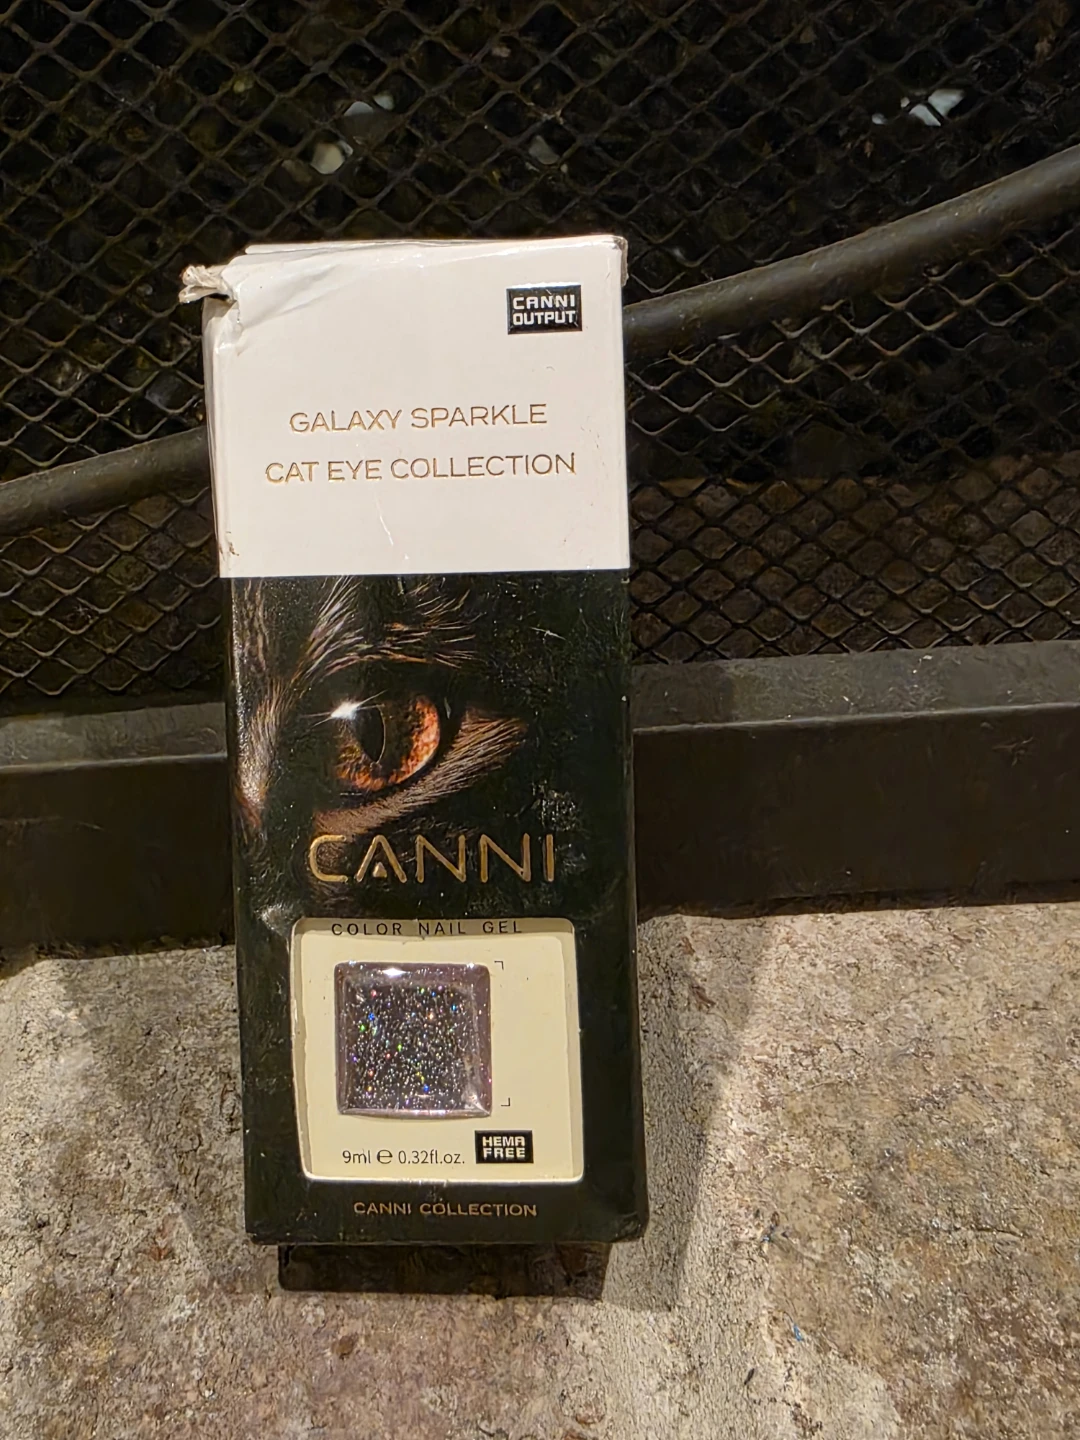 CANNI
OUTPUT
GALAXY SPARKLE
CAT EYE COLLECTION
CANNI
COLOR NAIL GEL
9ml ℮ 0.32fl.oz.
HEMA
FREE
CANNI COLLECTION